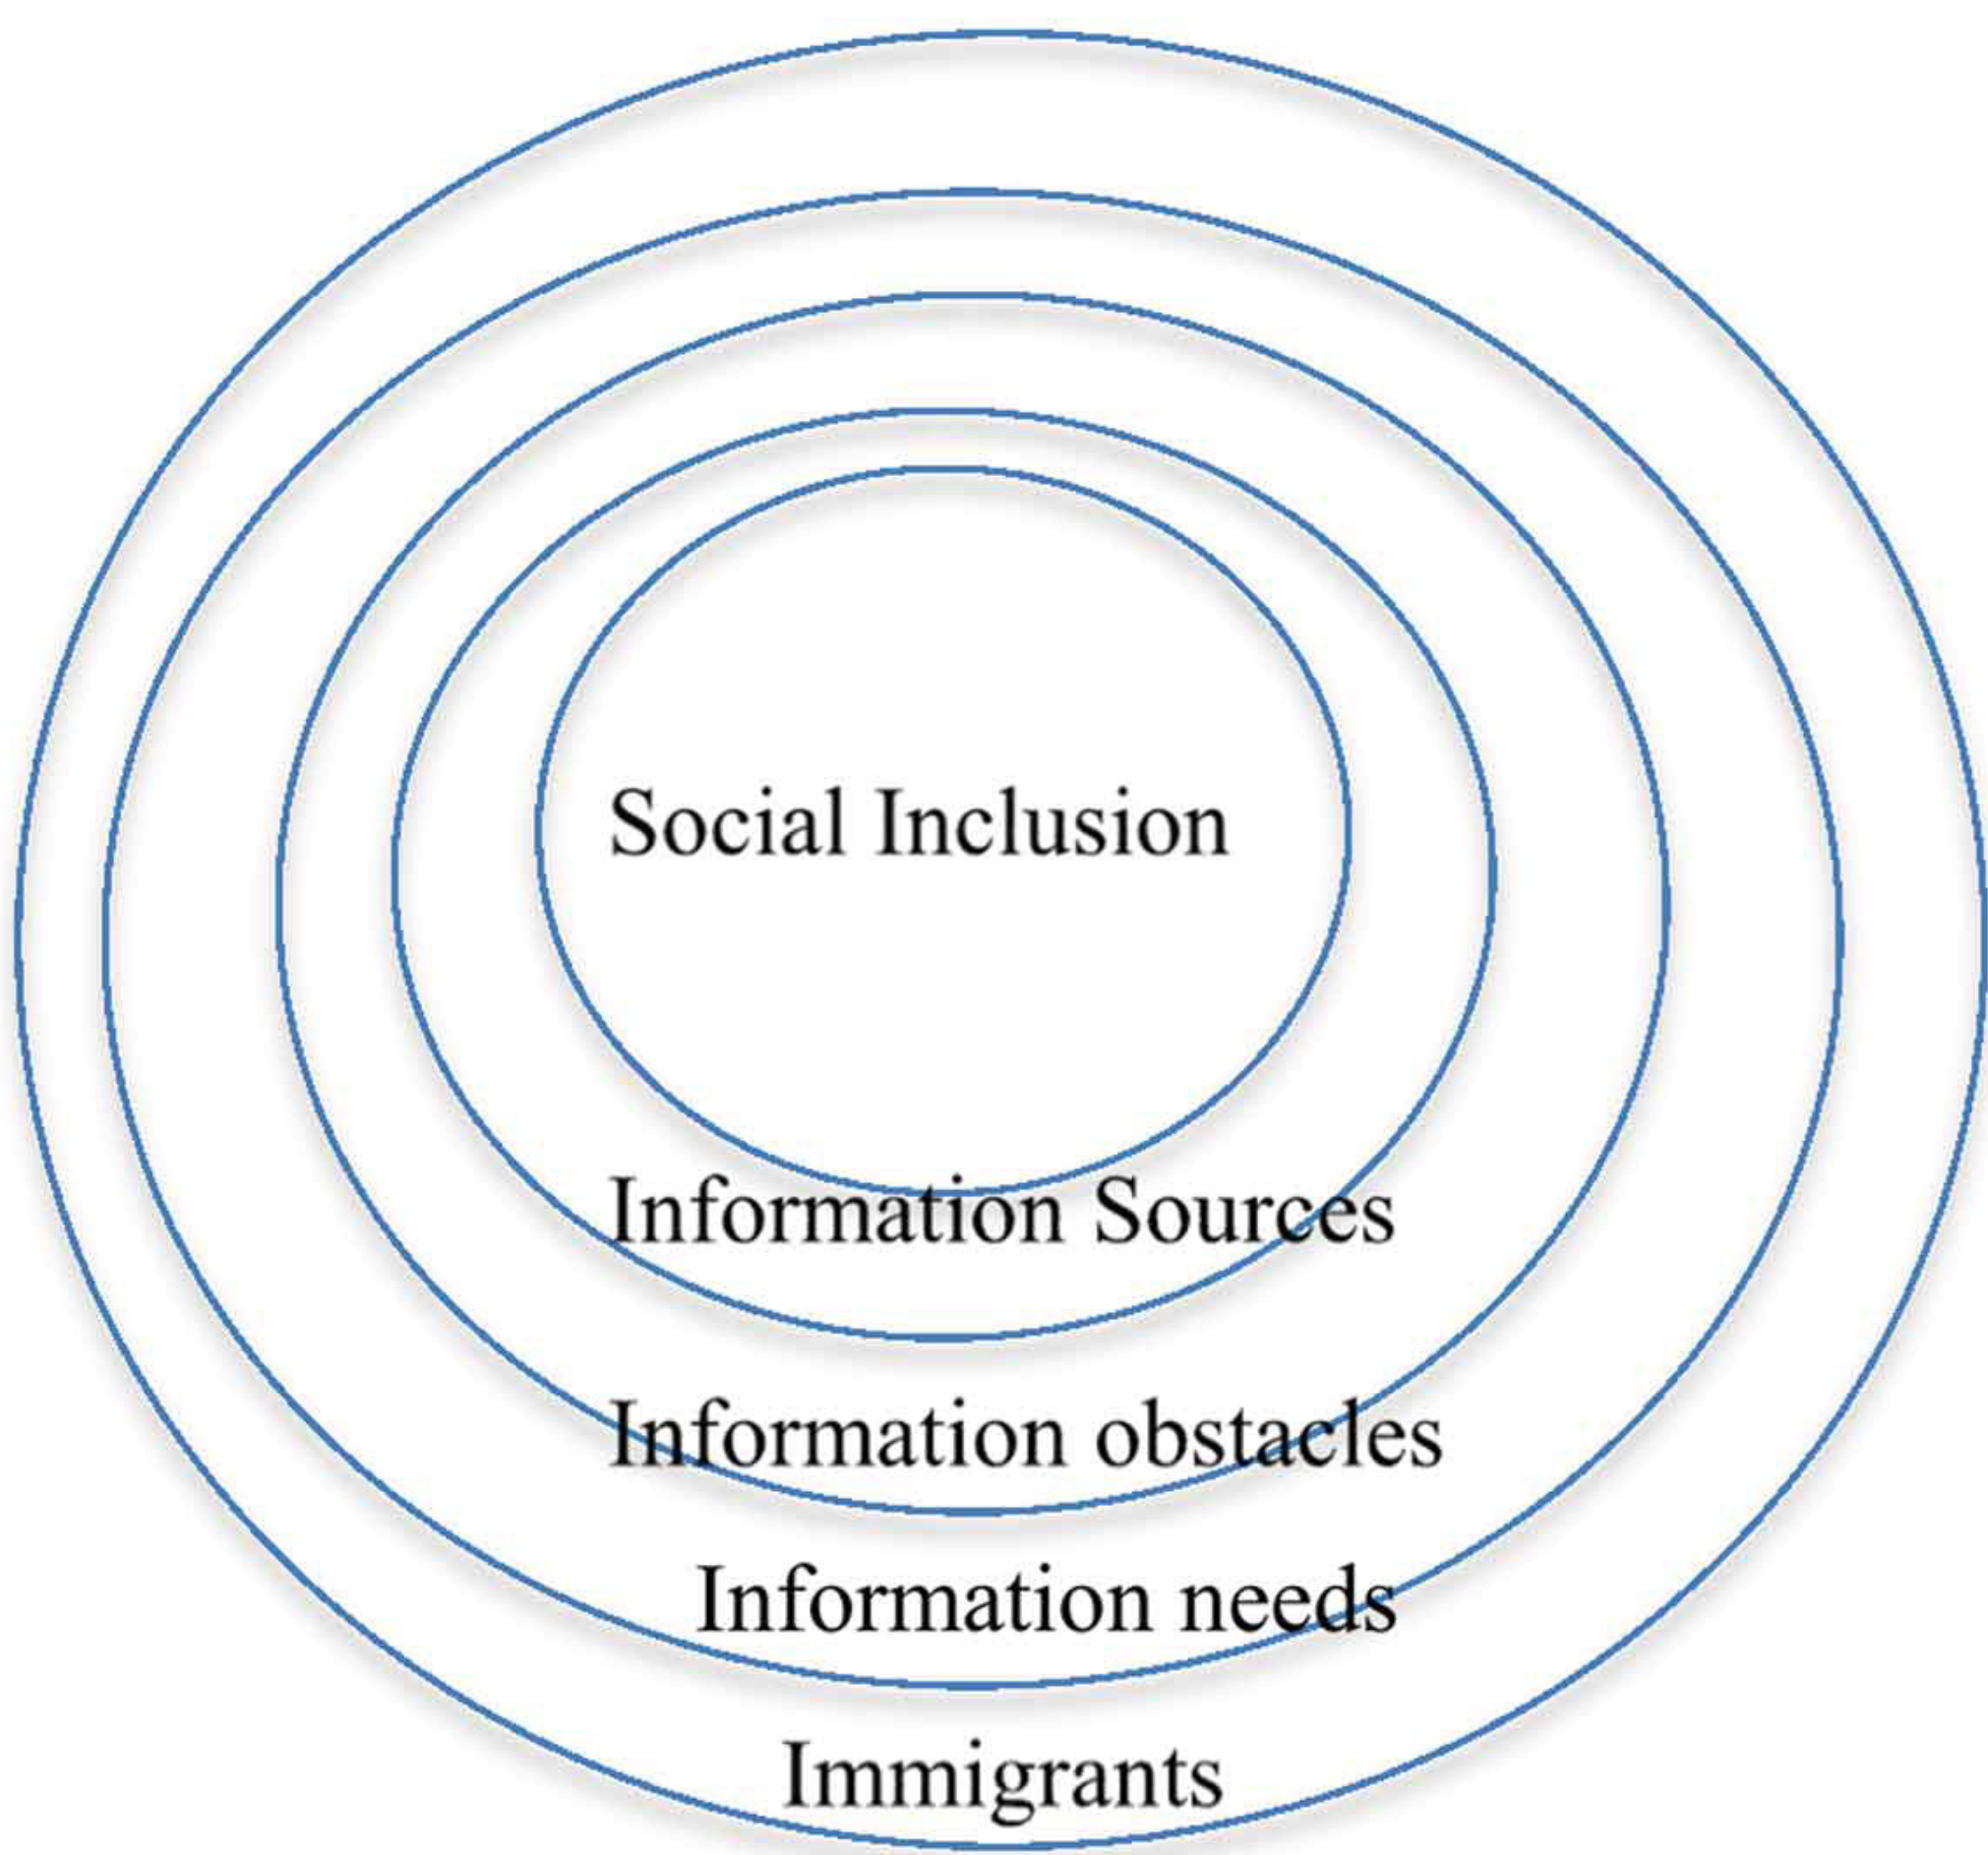 Social Inclusion
Information Sources
Information obstacles
Information needs
Immigrants